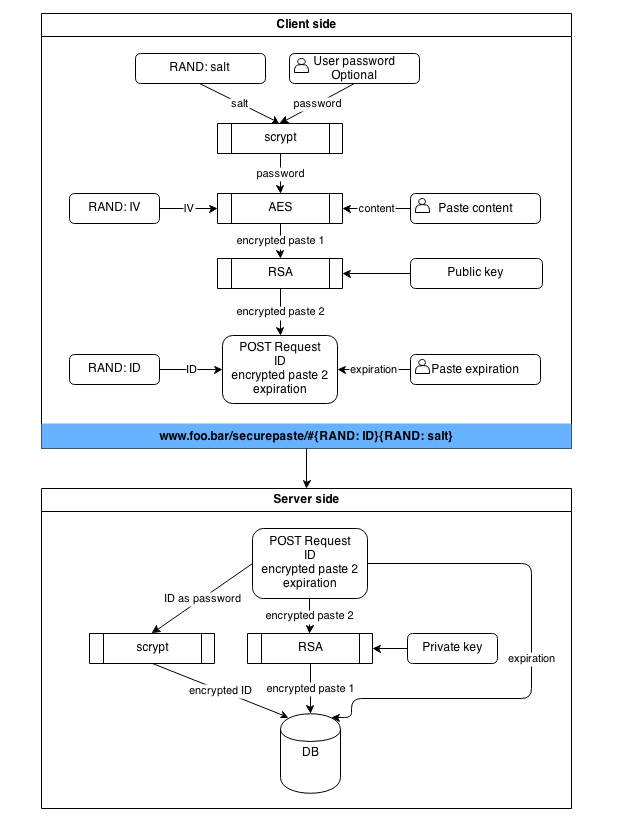 Client side
RAND: salt
User password
Optional
salt
password
scrypt
password
RAND: IV
IV
AES
content
Paste content
encrypted paste 1
RSA
Public key
encrypted paste 2
POST Request
ID
encrypted paste 2
expiration
RAND: ID
ID
expiration
Paste expiration
www.foo.bar/securepaste/#{RAND: ID}{RAND: salt}
Server side
POST Request
ID
encrypted paste 2
expiration
ID as password
encrypted paste 2
scrypt
RSA
Private key
expiration
encrypted ID
encrypted paste 1
DB